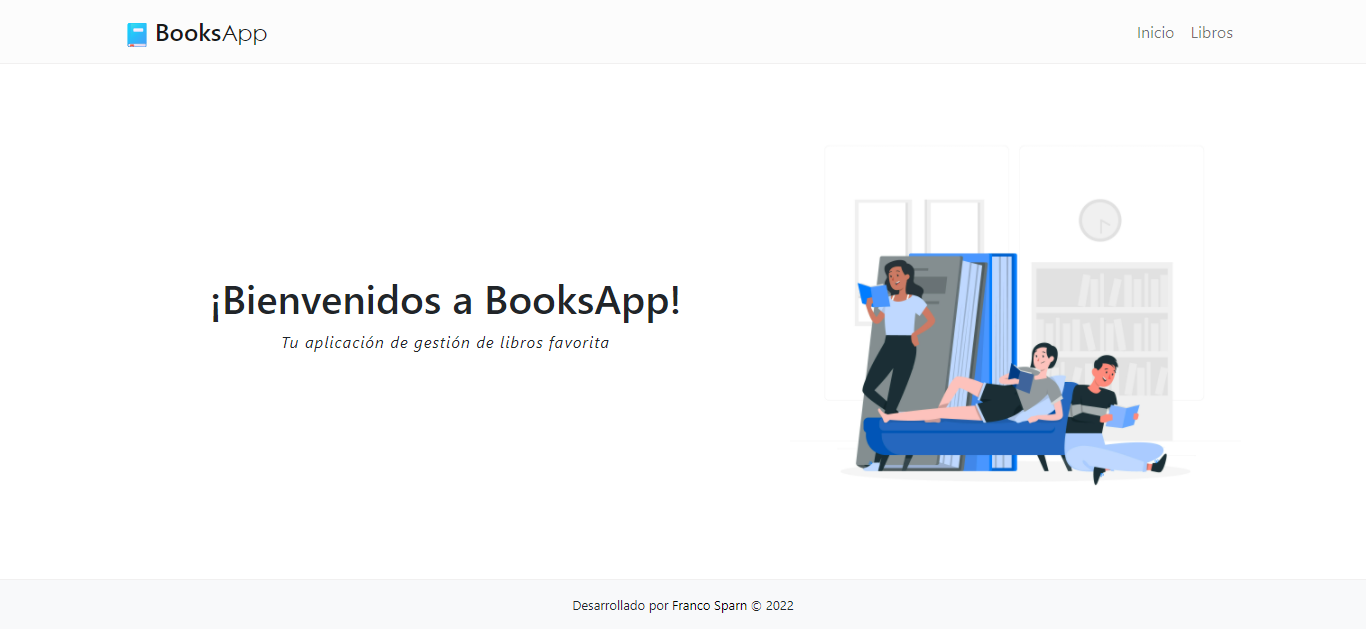 BooksApp
Inicio Libros
¡Bienvenidos a BooksApp!
Tu aplicación de gestión de libros favorita
Desarrollado por Franco Sparn © 2022